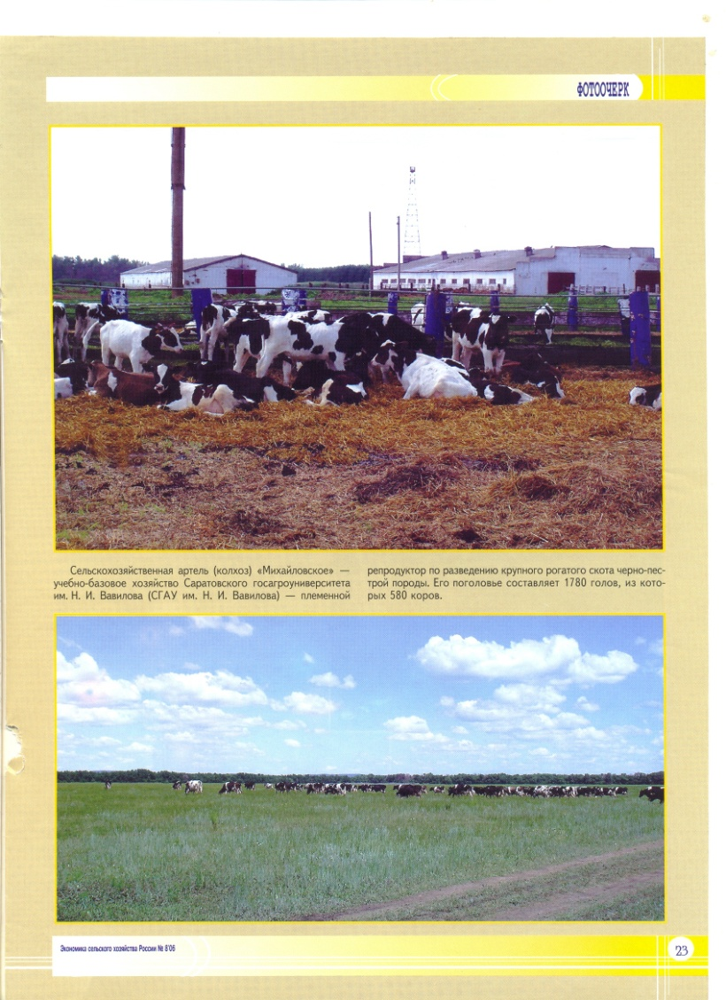 ФОТООЧЕРК
Сельскохозяйственная артель (колхоз) «Михайловское» —
учебно-базовое хозяйство Саратовского госагроуниверситета
им. Н. И. Вавилова (СГАУ им. Н. И. Вавилова) — племенной
репродуктор по разведению крупного рогатого скота черно-пес-
трой породы. Его поголовье составляет 1780 голов, из кото-
рых 580 коров.
Экономика сельского хозяйства России № 8'06
23